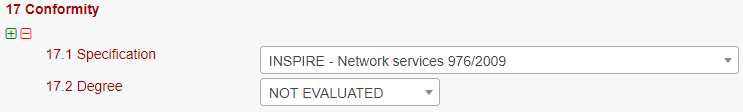 17 Conformity
17.1 Specification
INSPIRE - Network services 976/2009
17.2 Degree
NOT EVALUATED